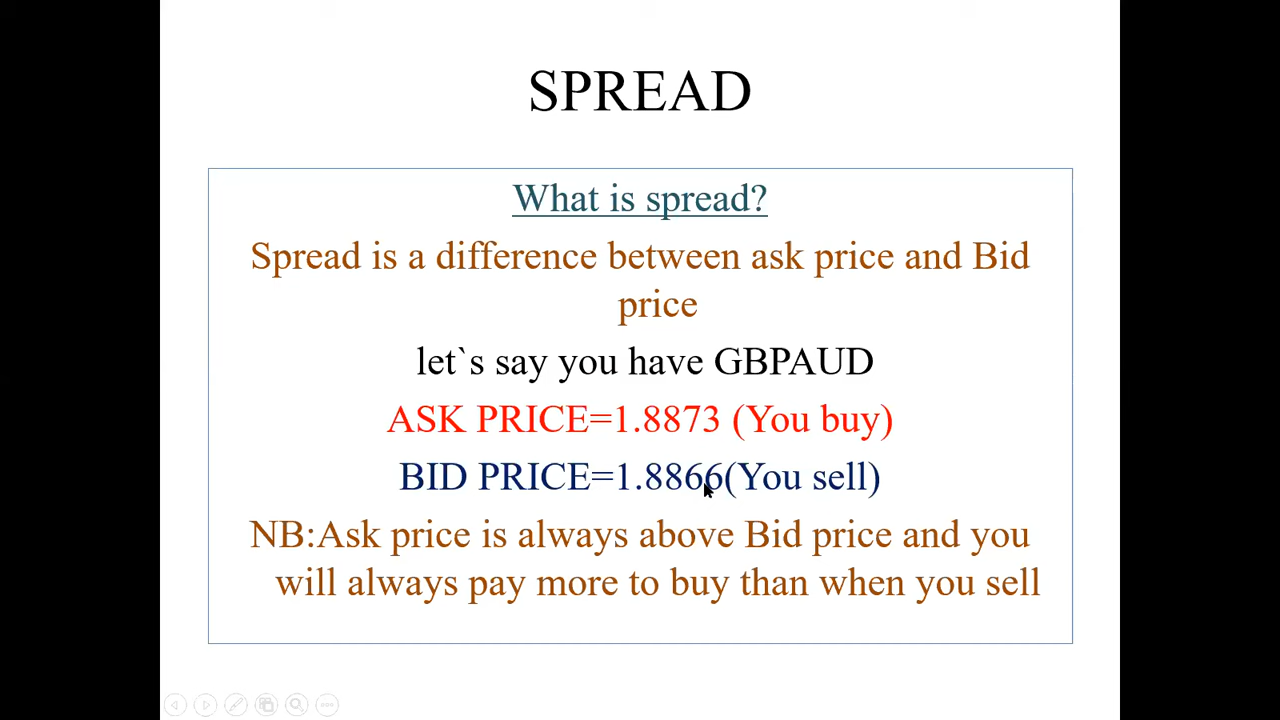 SPREAD
What is spread?
Spread is a difference between ask price and Bid
price
let`s say you have GBPAUD
ASK PRICE=1.8873 (You buy)
BID PRICE=1.8866(You sell)
NB:Ask price is always above Bid price and you
will always pay more to buy than when you sell